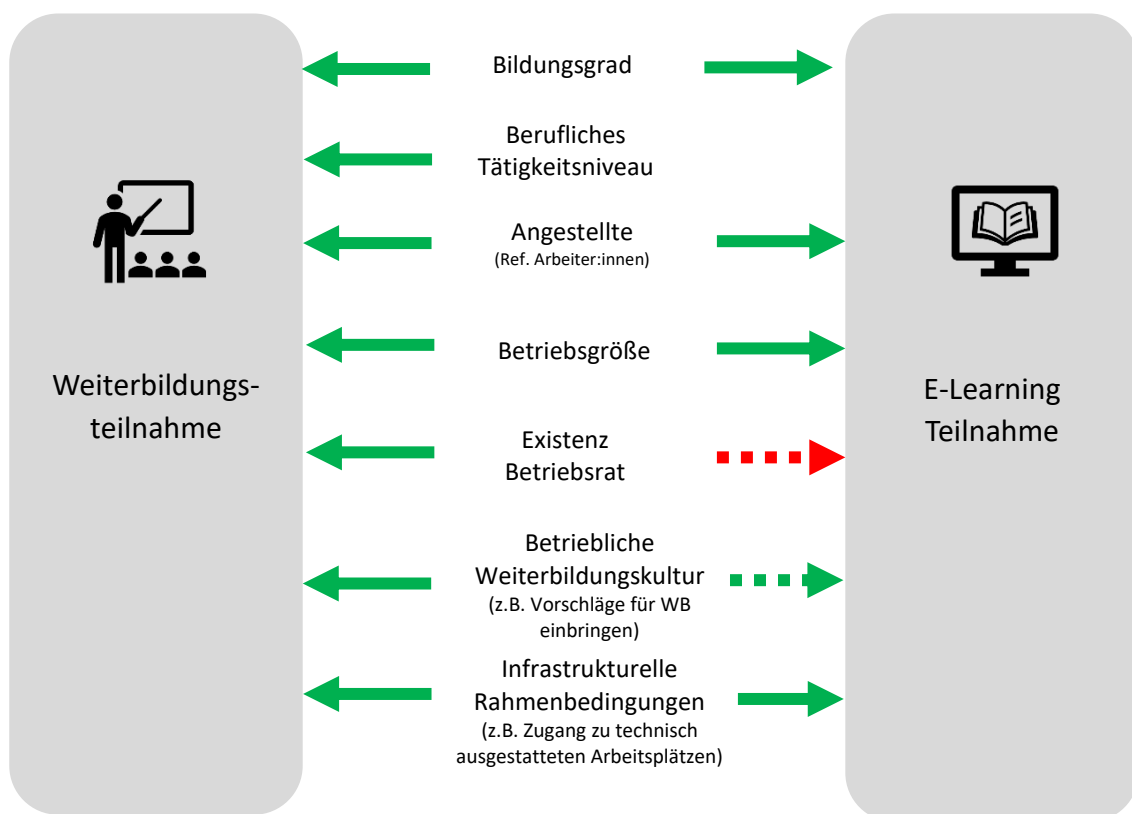 Bildungsgrad
Berufliches
Tätigkeitsniveau
Angestellte
(Ref. Arbeiter:innen)
Betriebsgröße
Weiterbildungs-
teilnahme
E-Learning
Teilnahme
Existenz
Betriebsrat
Betriebliche
Weiterbildungskultur
(z.B. Vorschläge für WB
einbringen)
Infrastrukturelle
Rahmenbedingungen
(z.B. Zugang zu technisch
ausgestatteten Arbeitsplätzen)